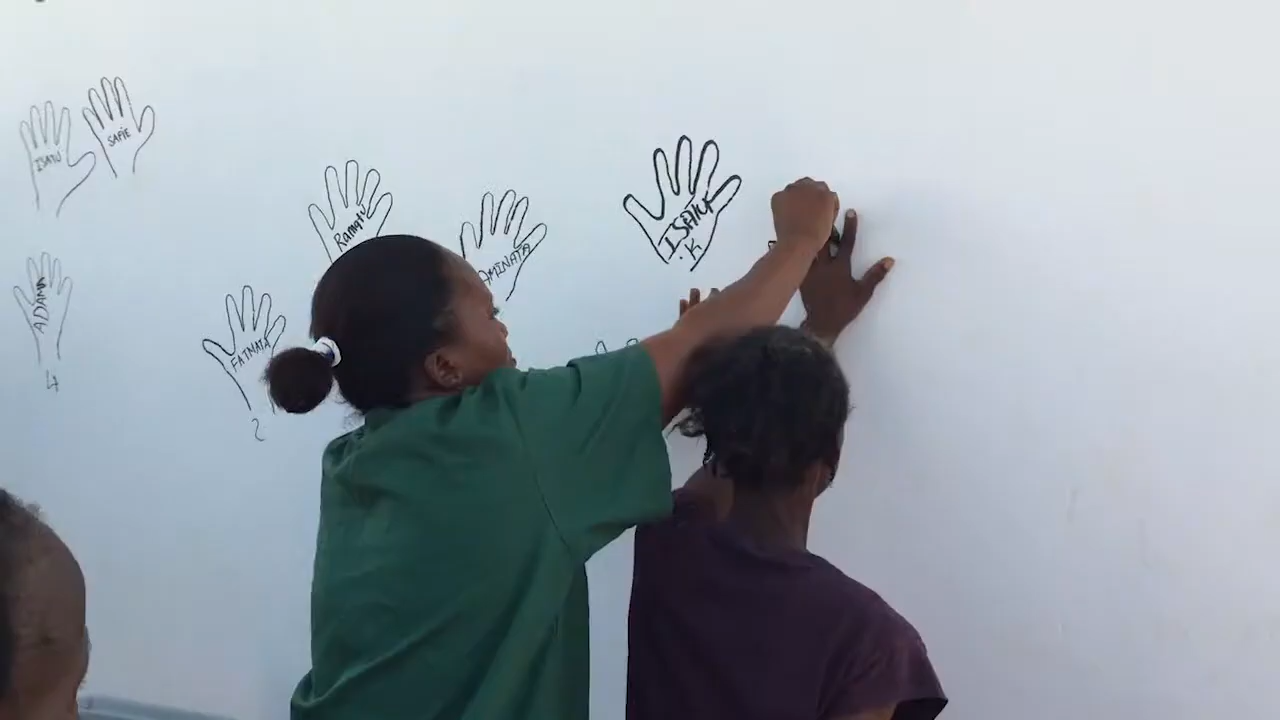 ISATU
SAFIE
Ramatu
AMINATA
ISATU
.K
ADAMA
4
FATMATA
2